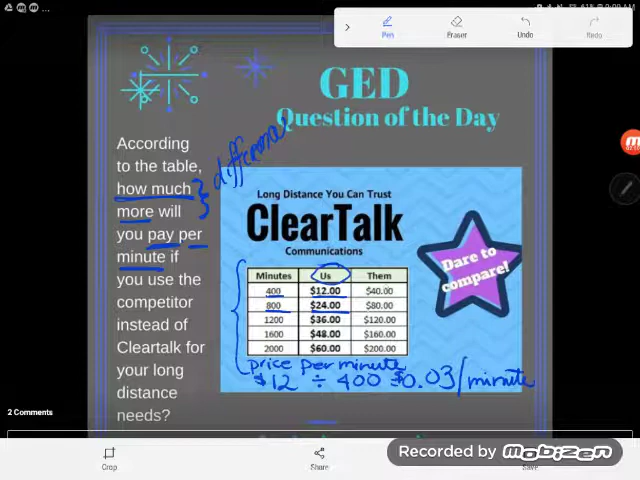 9:00 AM
Pen
Eraser
Undo
Redo
GED
Question of the Day
According
to the table,
how much
more will
you pay per
minute if
you use the
competitor
instead of
Cleartalk for
your long
distance
needs?
difference
Long Distance You Can Trust
ClearTalk
Communications
Minutes Us Them
400 $12.00 $40.00
800 $24.00 $80.00
1200 $36.00 $120.00
1600 $48.00 $160.00
2000 $60.00 $200.00
Dare to
compare!
price per minute
$12 ÷ 400 $0.03/minute
2 Comments
Recorded by Mobizen
Crop
Share
Save